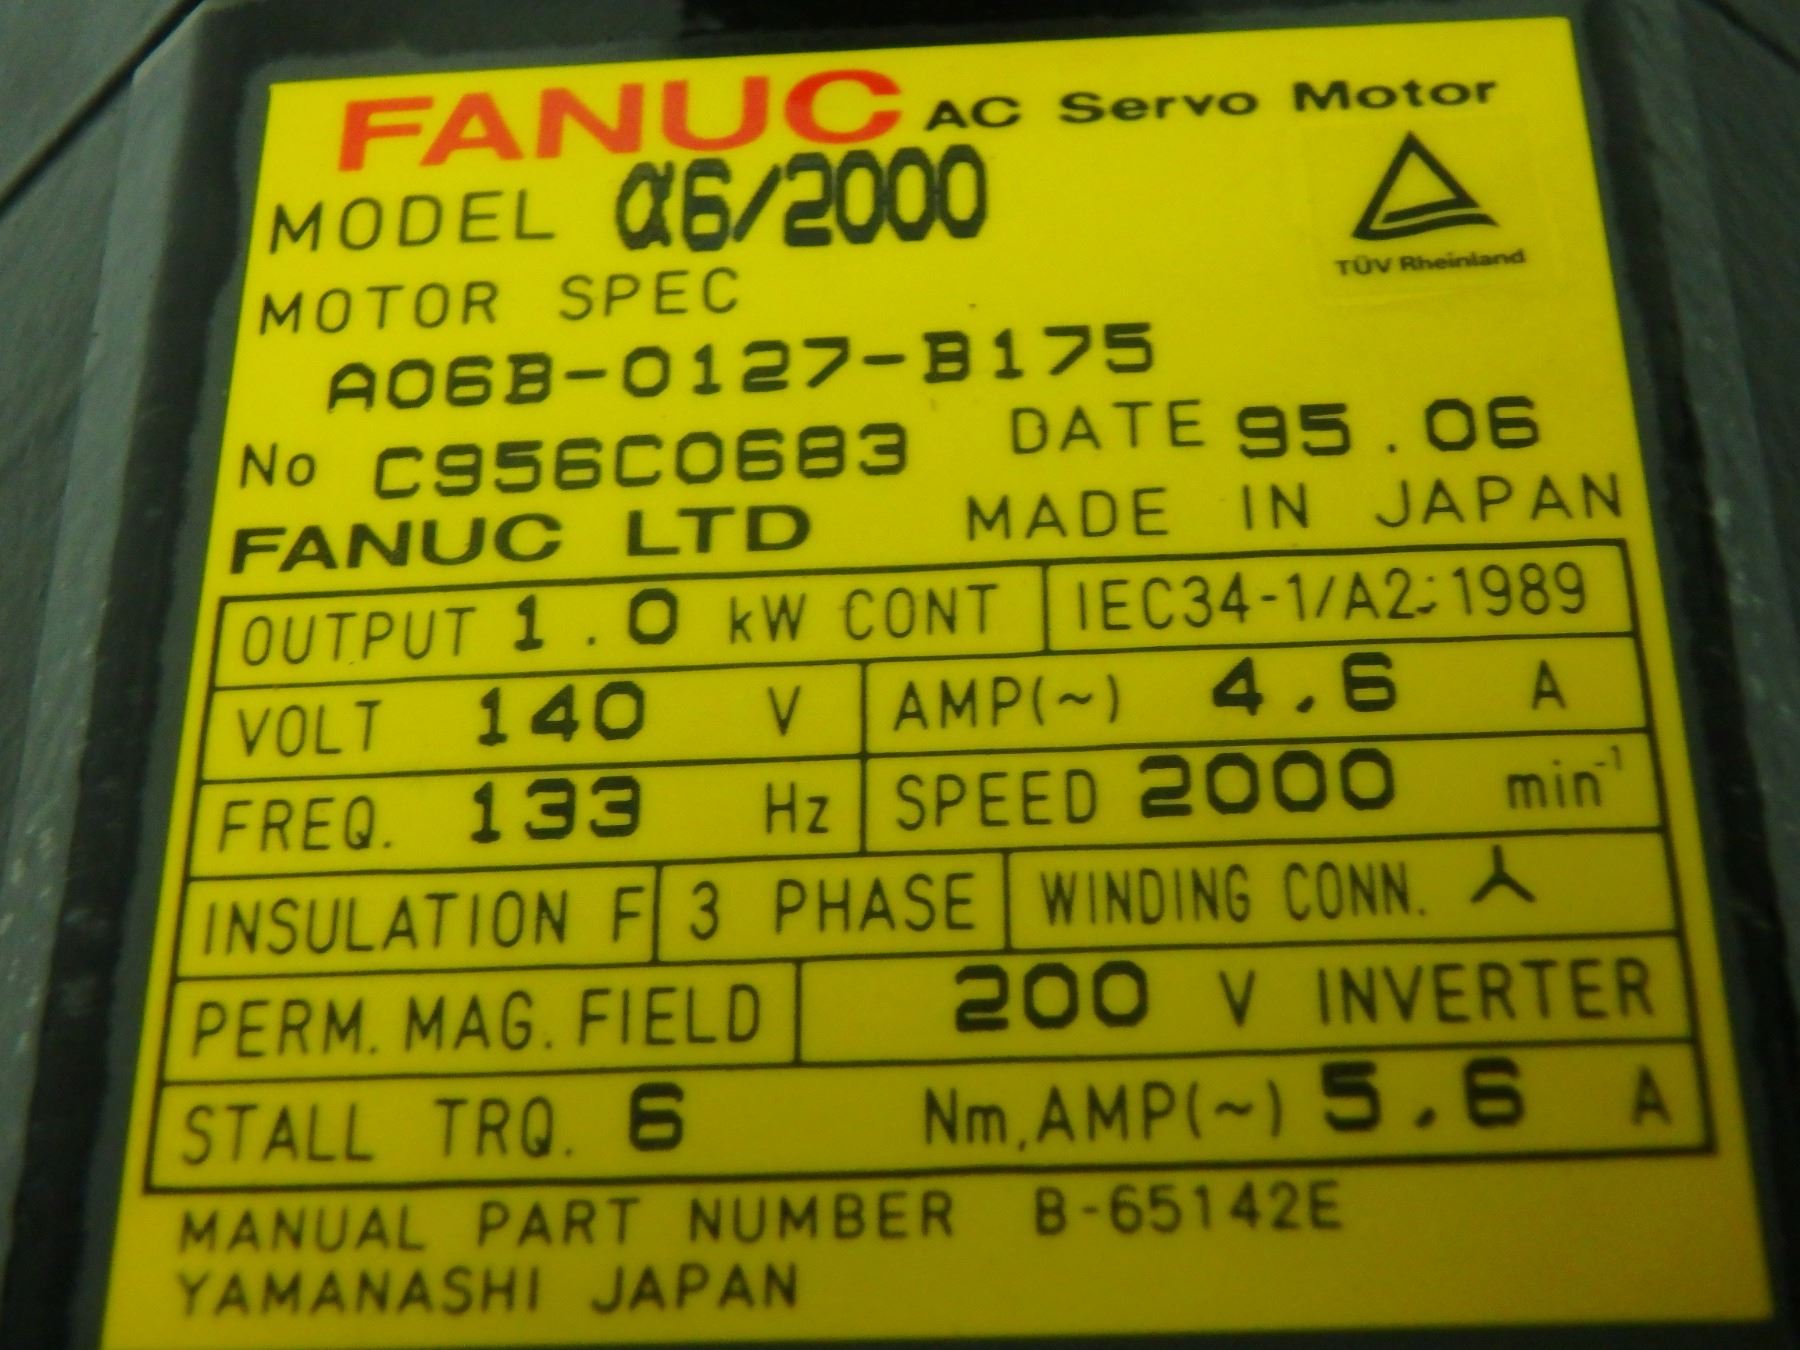 FANUC AC Servo Motor
MODEL α6/2000
TÜV Rheinland
MOTOR SPEC
A06B-0127-B175
No C956C0683 DATE 95.06
FANUC LTD MADE IN JAPAN
OUTPUT 1.0 kW CONT IEC34-1/A2:1989
VOLT 140 V AMP(~) 4.6 A
FREQ. 133 Hz SPEED 2000 min⁻¹
INSULATION F 3 PHASE WINDING CONN.
PERM. MAG. FIELD 200 V INVERTER
STALL TRQ. 6 Nm, AMP(~) 5.6 A
MANUAL PART NUMBER B-65142E
YAMANASHI JAPAN